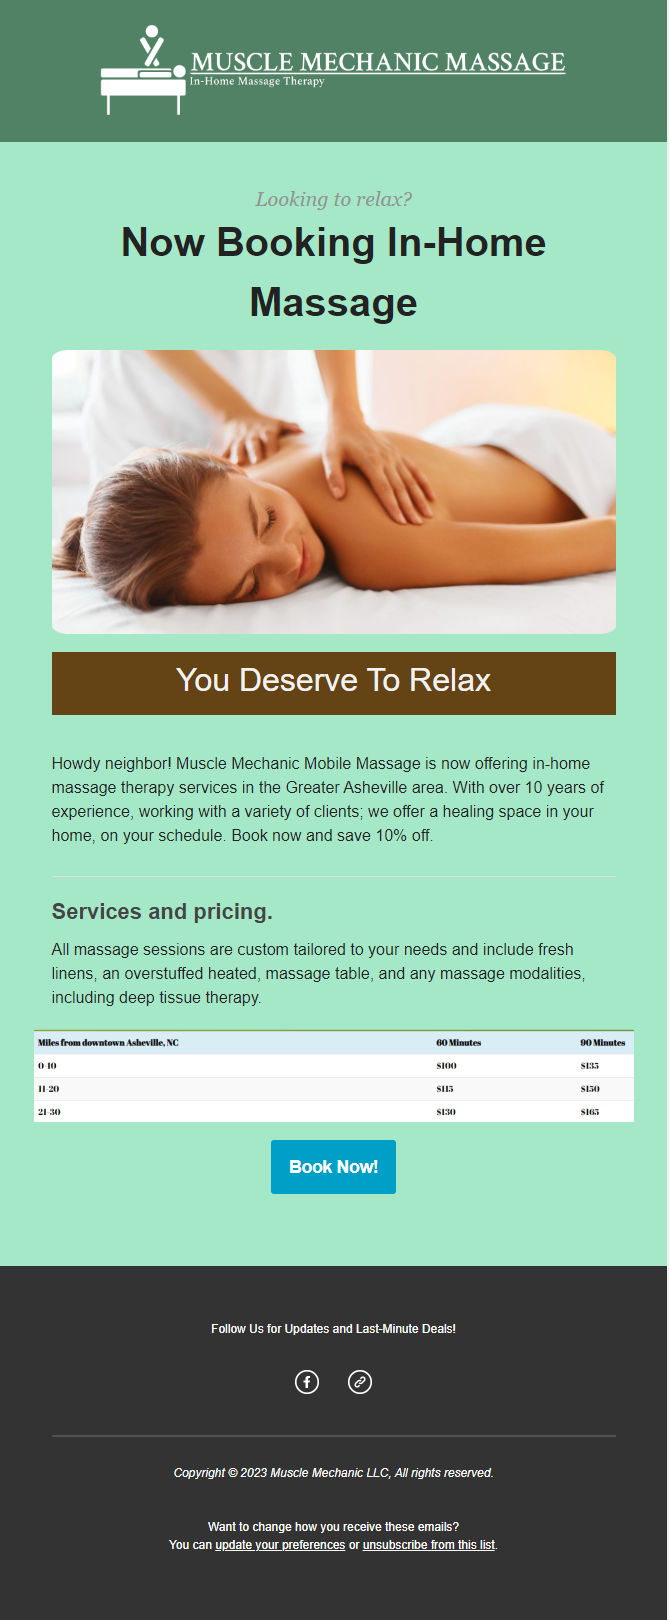 MUSCLE MECHANIC MASSAGE
In-Home Massage Therapy
Looking to relax?
Now Booking In-Home
Massage
You Deserve To Relax
Howdy neighbor! Muscle Mechanic Mobile Massage is now offering in-home
massage therapy services in the Greater Asheville area. With over 10 years of
experience, working with a variety of clients; we offer a healing space in your
home, on your schedule. Book now and save 10% off.
Services and pricing.
All massage sessions are custom tailored to your needs and include fresh
linens, an overstuffed heated, massage table, and any massage modalities,
including deep tissue therapy.
Miles from downtown Asheville, NC 60 Minutes 90 Minutes
0-10 $100 $135
11-20 $115 $150
21-30 $130 $165
Book Now!
Follow Us for Updates and Last-Minute Deals!
Copyright © 2023 Muscle Mechanic LLC, All rights reserved.
Want to change how you receive these emails?
You can update your preferences or unsubscribe from this list.